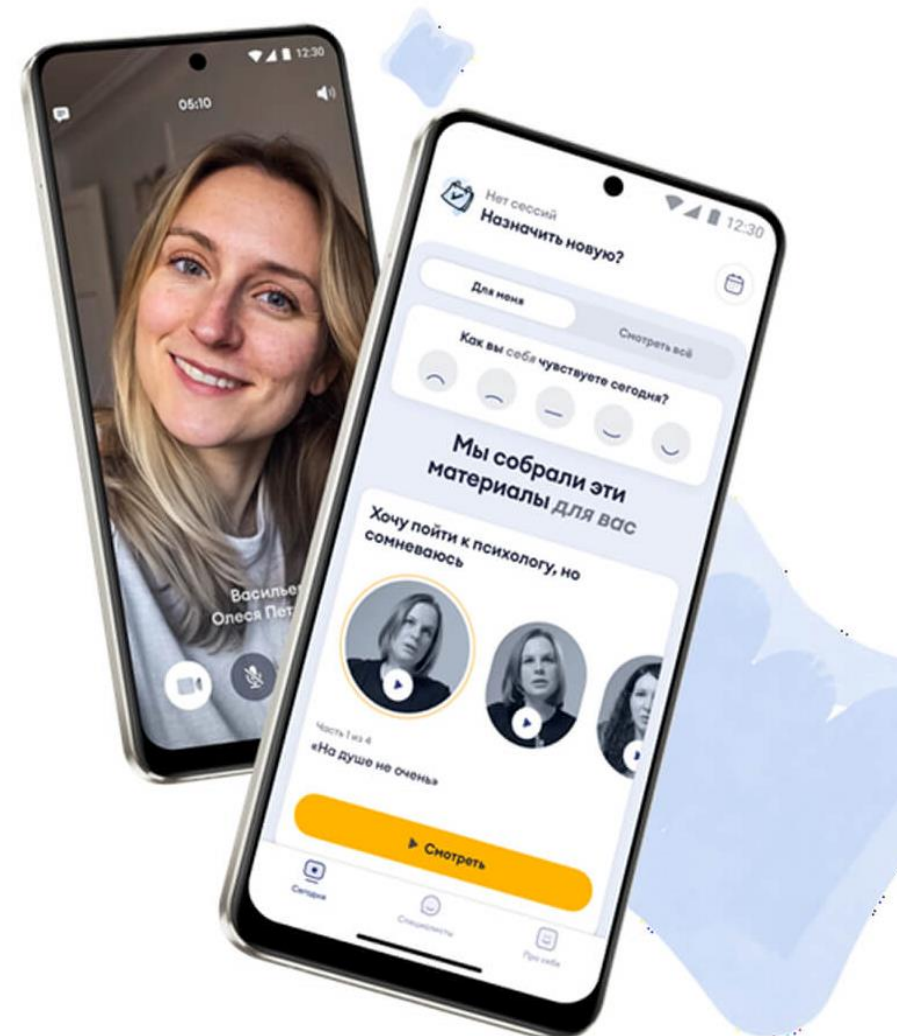 12:30
05:10
Василье
Олеся Пет
12:30
Нет сессий
Назначить новую?
Для меня
Смотреть всё
Как вы себя чувствуете сегодня?
Мы собрали эти
материалы для вас
Хочу пойти к психологу, но
сомневаюсь
Часть 1 из 4
«На душе не очень»
Смотреть
Сегодня
Специалисты
Про себя